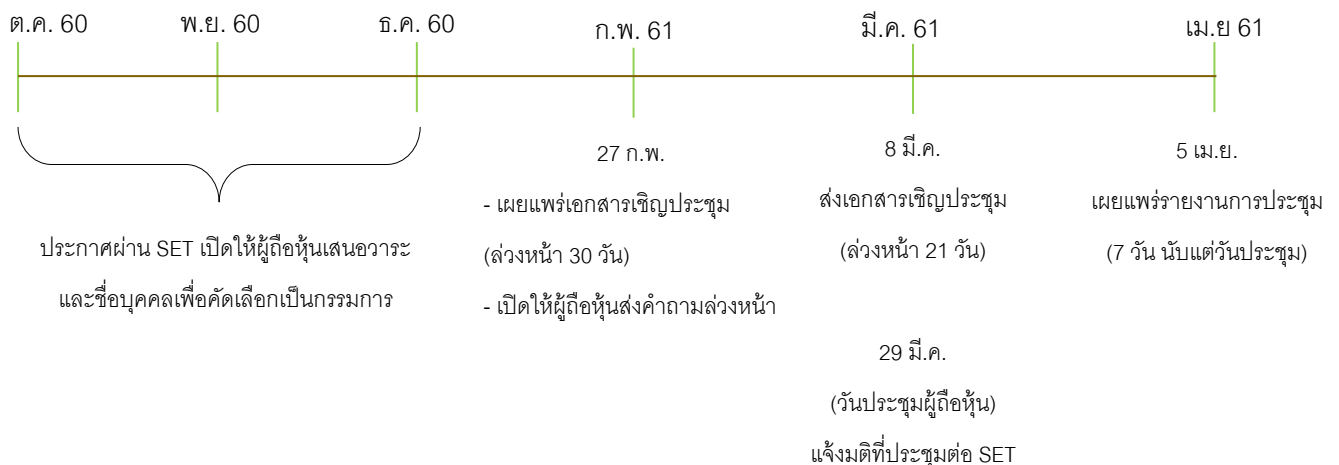 ต.ค. 60
พ.ย. 60
ธ.ค. 60
ก.พ. 61
มี.ค. 61
เม.ย 61
ประกาศผ่าน SET เปิดให้ผู้ถือหุ้นเสนอวาระ
และชื่อบุคคลเพื่อคัดเลือกเป็นกรรมการ
27 ก.พ.
- เผยแพร่เอกสารเชิญประชุม
(ล่วงหน้า 30 วัน)
- เปิดให้ผู้ถือหุ้นส่งคำถามล่วงหน้า
8 มี.ค.
ส่งเอกสารเชิญประชุม
(ล่วงหน้า 21 วัน)
29 มี.ค.
(วันประชุมผู้ถือหุ้น)
แจ้งมติที่ประชุมต่อ SET
5 เม.ย.
เผยแพร่รายงานการประชุม
(7 วัน นับแต่วันประชุม)